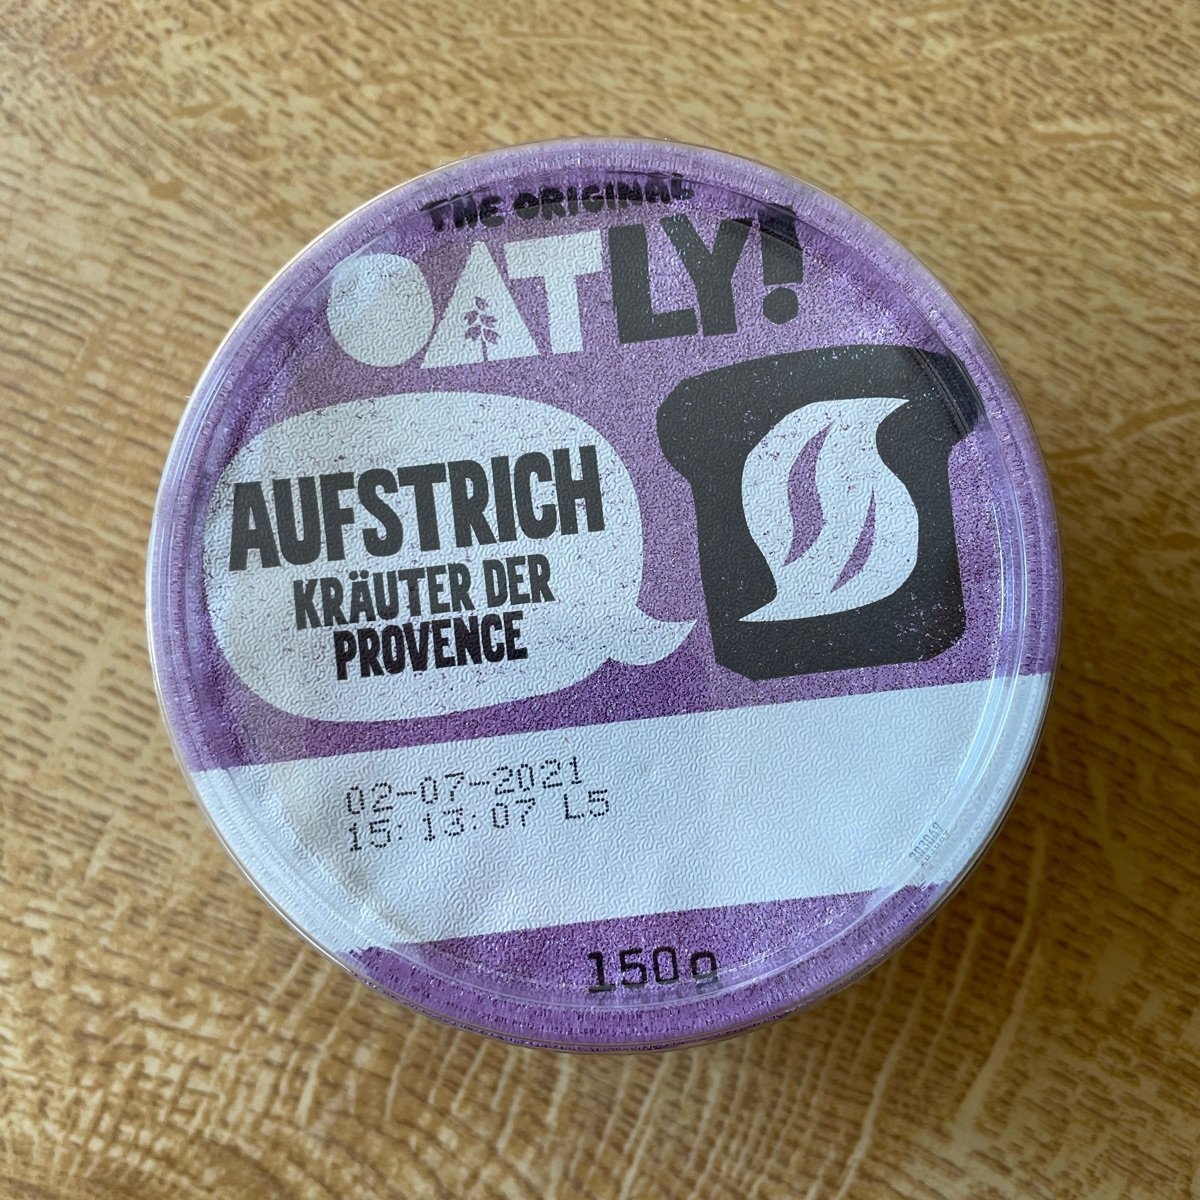 THE ORIGINAL
OATLY!
AUFSTRICH
KRÄUTER DER
PROVENCE
02-07-2021
15:13:07 L5
150g